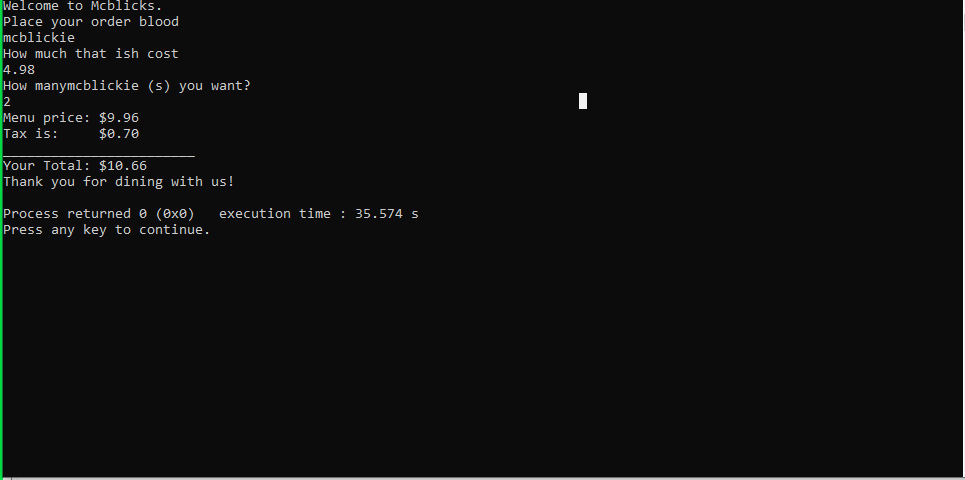 Welcome to Mcblicks.
Place your order blood
mcblickie
How much that ish cost
4.98
How manymcblickie (s) you want?
2
Menu price: $9.96
Tax is:     $0.70
________________________
Your Total: $10.66
Thank you for dining with us!

Process returned 0 (0x0)   execution time : 35.574 s
Press any key to continue.